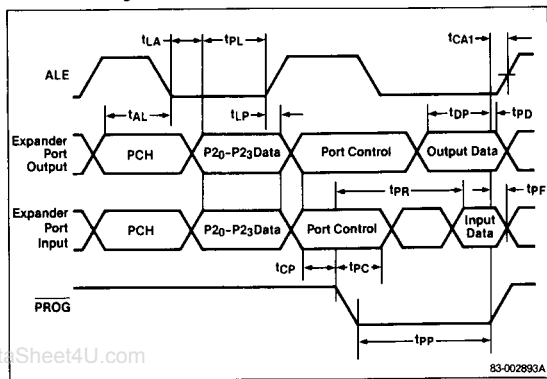 tLA
tPL
tCA1
ALE
tAL
tLP
tDP
tPD
Expander
Port
Output
PCH
P20-P23Data
Port Control
Output Data
tPR
tPF
Expander
Port
Input
PCH
P20-P23Data
Port Control
Input
Data
tCP
tPC
PROG
tPP
taSheet4U.com
83-002893A